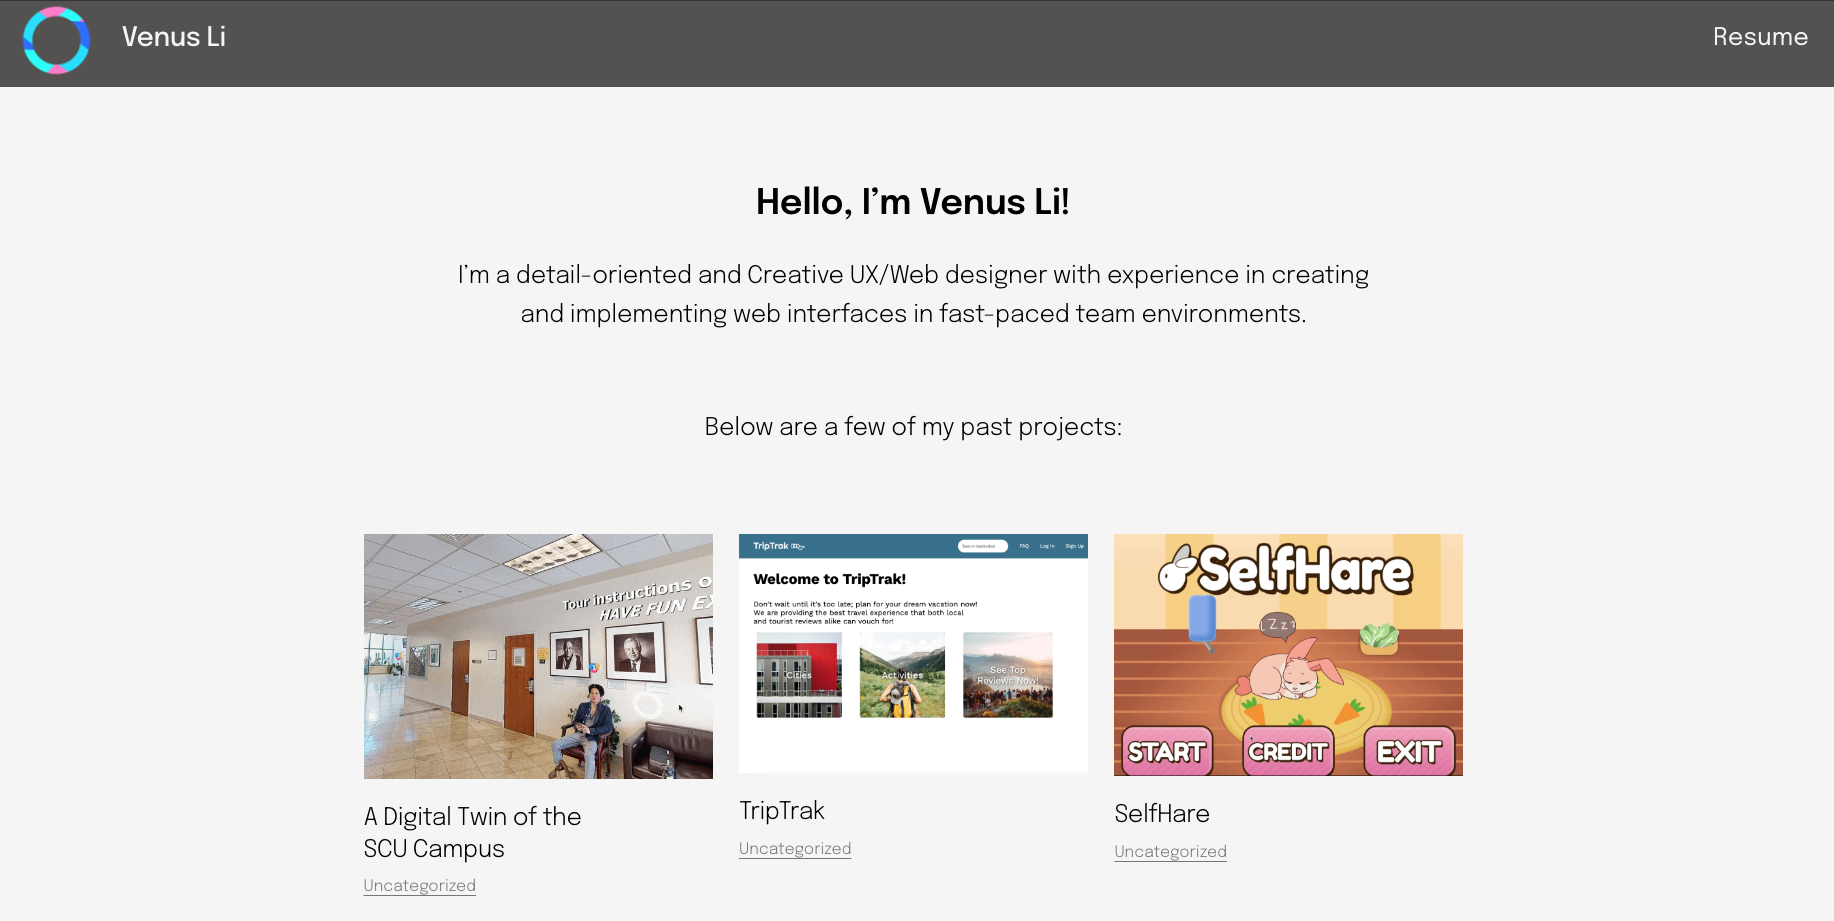 Venus Li
Resume
Hello, I’m Venus Li!
I’m a detail-oriented and Creative UX/Web designer with experience in creating
and implementing web interfaces in fast-paced team environments.
Below are a few of my past projects:
Tour instructions o
HAVE FUN EX
TripTrak
FAQ
Log In
Sign Up
Welcome to TripTrak!
Don't wait until it's too late; plan for your dream vacation now!
We are providing the best travel experience that both local
and tourist reviews alike can vouch for!
Cities
Activities
See Top
Reviews Now!
SelfHare
Zzz
START
CREDIT
EXIT
A Digital Twin of the
SCU Campus
Uncategorized
TripTrak
Uncategorized
SelfHare
Uncategorized